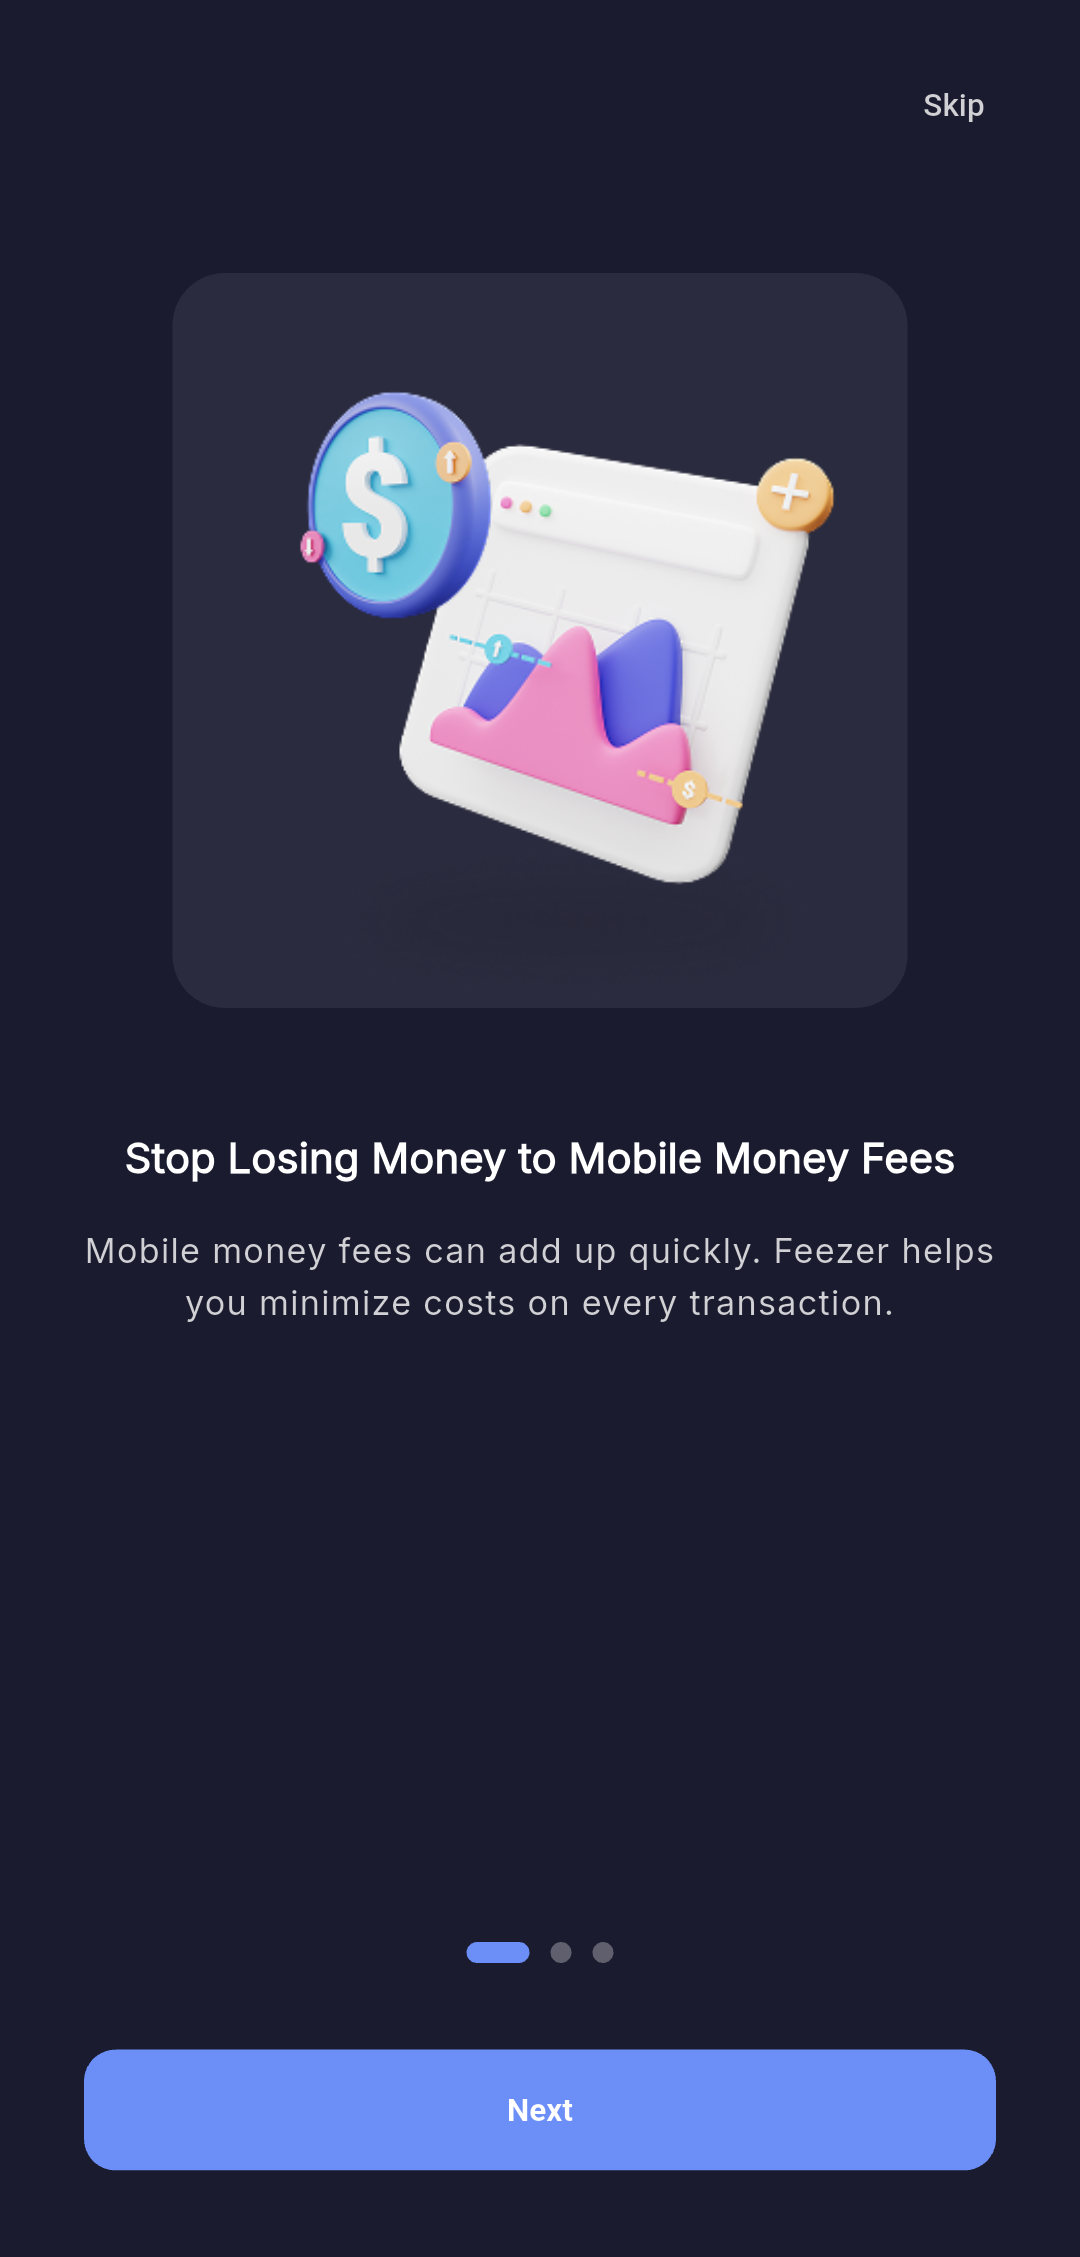 Skip
$
$
Stop Losing Money to Mobile Money Fees
Mobile money fees can add up quickly. Feezer helps
you minimize costs on every transaction.
Next